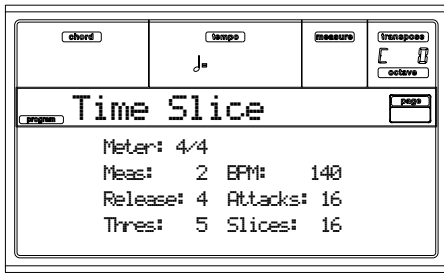 chord tempo measure transpose
♩= C 0
octave
program Time Slice page
Meter: 4/4
Meas: 2 BPM: 140
Release: 4 Attacks: 16
Thres: 5 Slices: 16